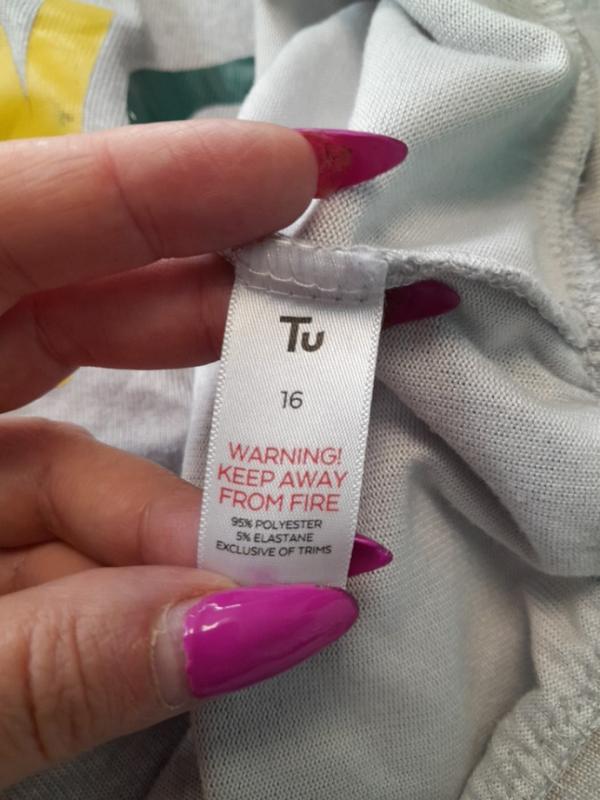 Tu
16
WARNING!
KEEP AWAY
FROM FIRE
95% POLYESTER
5% ELASTANE
EXCLUSIVE OF TRIMS